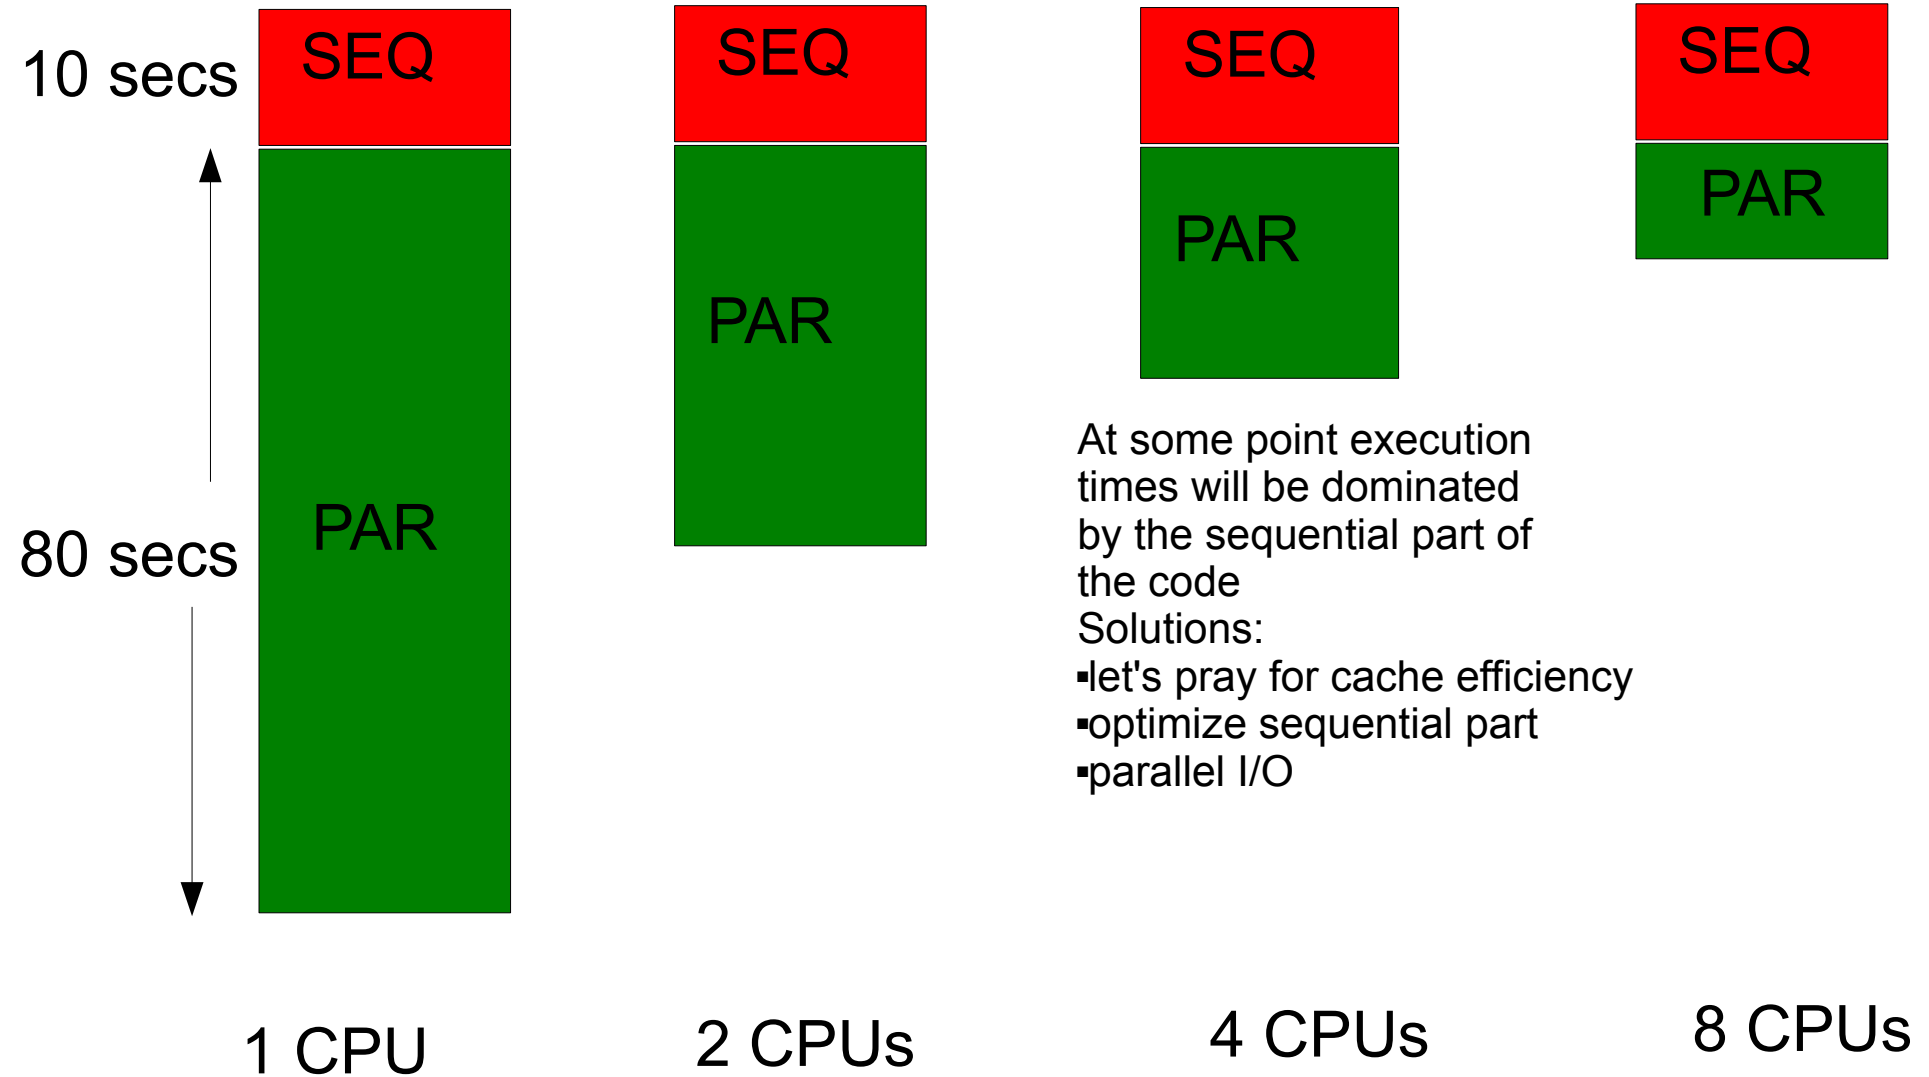 10 secs
SEQ
SEQ
SEQ
SEQ
80 secs
PAR
PAR
PAR
PAR
At some point execution
times will be dominated
by the sequential part of
the code
Solutions:
▪let's pray for cache efficiency
▪optimize sequential part
▪parallel I/O
1 CPU
2 CPUs
4 CPUs
8 CPUs